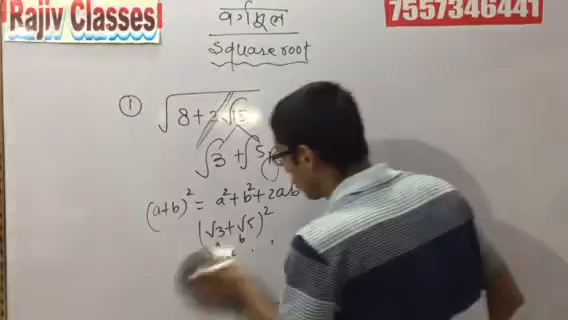 Rajiv Classes
7557346441
वर्गमूल
Square root
① √8+2√15
√3 + √5
(a+b)² = a²+b²+2ab
(√3+√5)²
a b